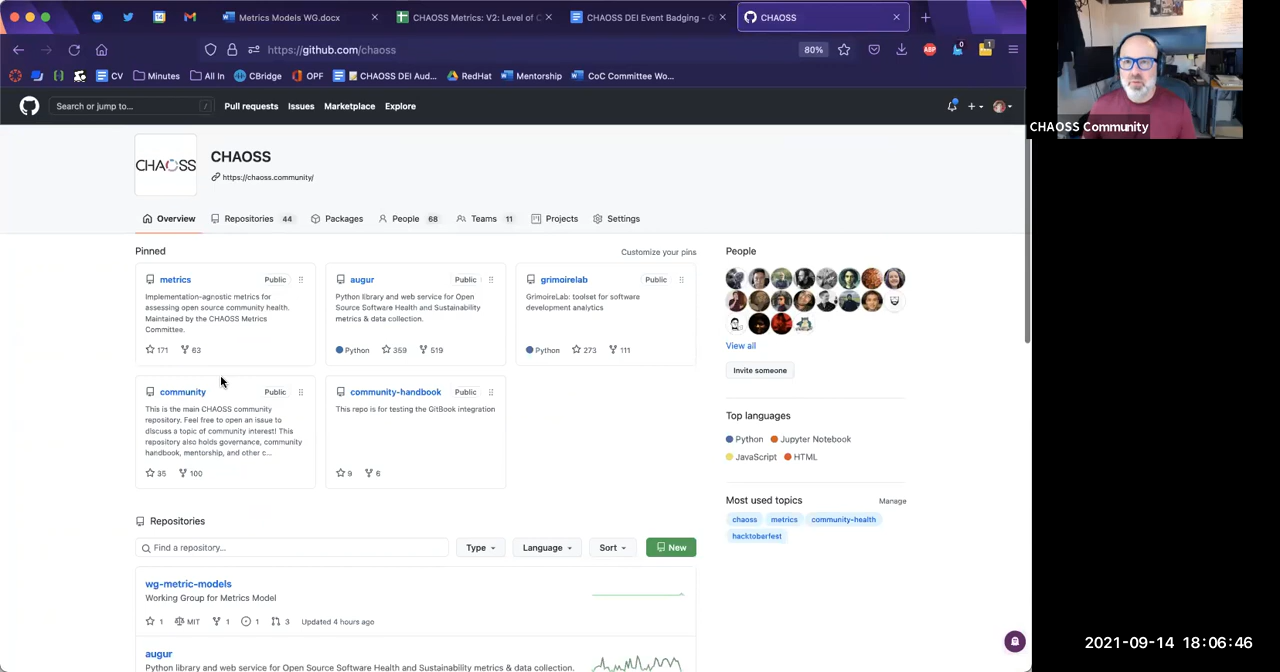 Metrics Models WG.docx
CHAOSS Metrics: V2: Level of C
CHAOSS DEI Event Badging - G
CHAOSS
https://github.com/chaoss
80%
CV
Minutes
All In
CBridge
OPF
CHAOSS DEI Aud...
RedHat
Mentorship
CoC Committee Wo...
Search or jump to...
/
Pull requests
Issues
Marketplace
Explore
CHAOSS
CHAOSS
https://chaoss.community/
Overview
Repositories 44
Packages
People 68
Teams 11
Projects
Settings
Pinned
Customize your pins
metrics Public
Implementation-agnostic metrics for
assessing open source community health.
Maintained by the CHAOSS Metrics
Committee.
171 63
augur Public
Python library and web service for Open
Source Software Health and Sustainability
metrics & data collection.
Python 359 519
grimoirelab Public
GrimoireLab: toolset for software
development analytics
Python 273 111
community Public
This is the main CHAOSS community
repository. Feel free to open an issue to
discuss a topic of community interest! This
repository also holds governance, community
handbook, mentorship, and other c...
35 100
community-handbook Public
This repo is for testing the GitBook integration
9 6
People
View all
Invite someone
Top languages
Python Jupyter Notebook
JavaScript HTML
Most used topics Manage
chaoss metrics community-health
hacktoberfest
Repositories
Find a repository...
Type
Language
Sort
New
wg-metric-models
Working Group for Metrics Model
1 MIT 1 1 3 Updated 4 hours ago
augur
Python library and web service for Open Source Software Health and Sustainability metrics & data collection.
CHAOSS Community
2021-09-14 18:06:46